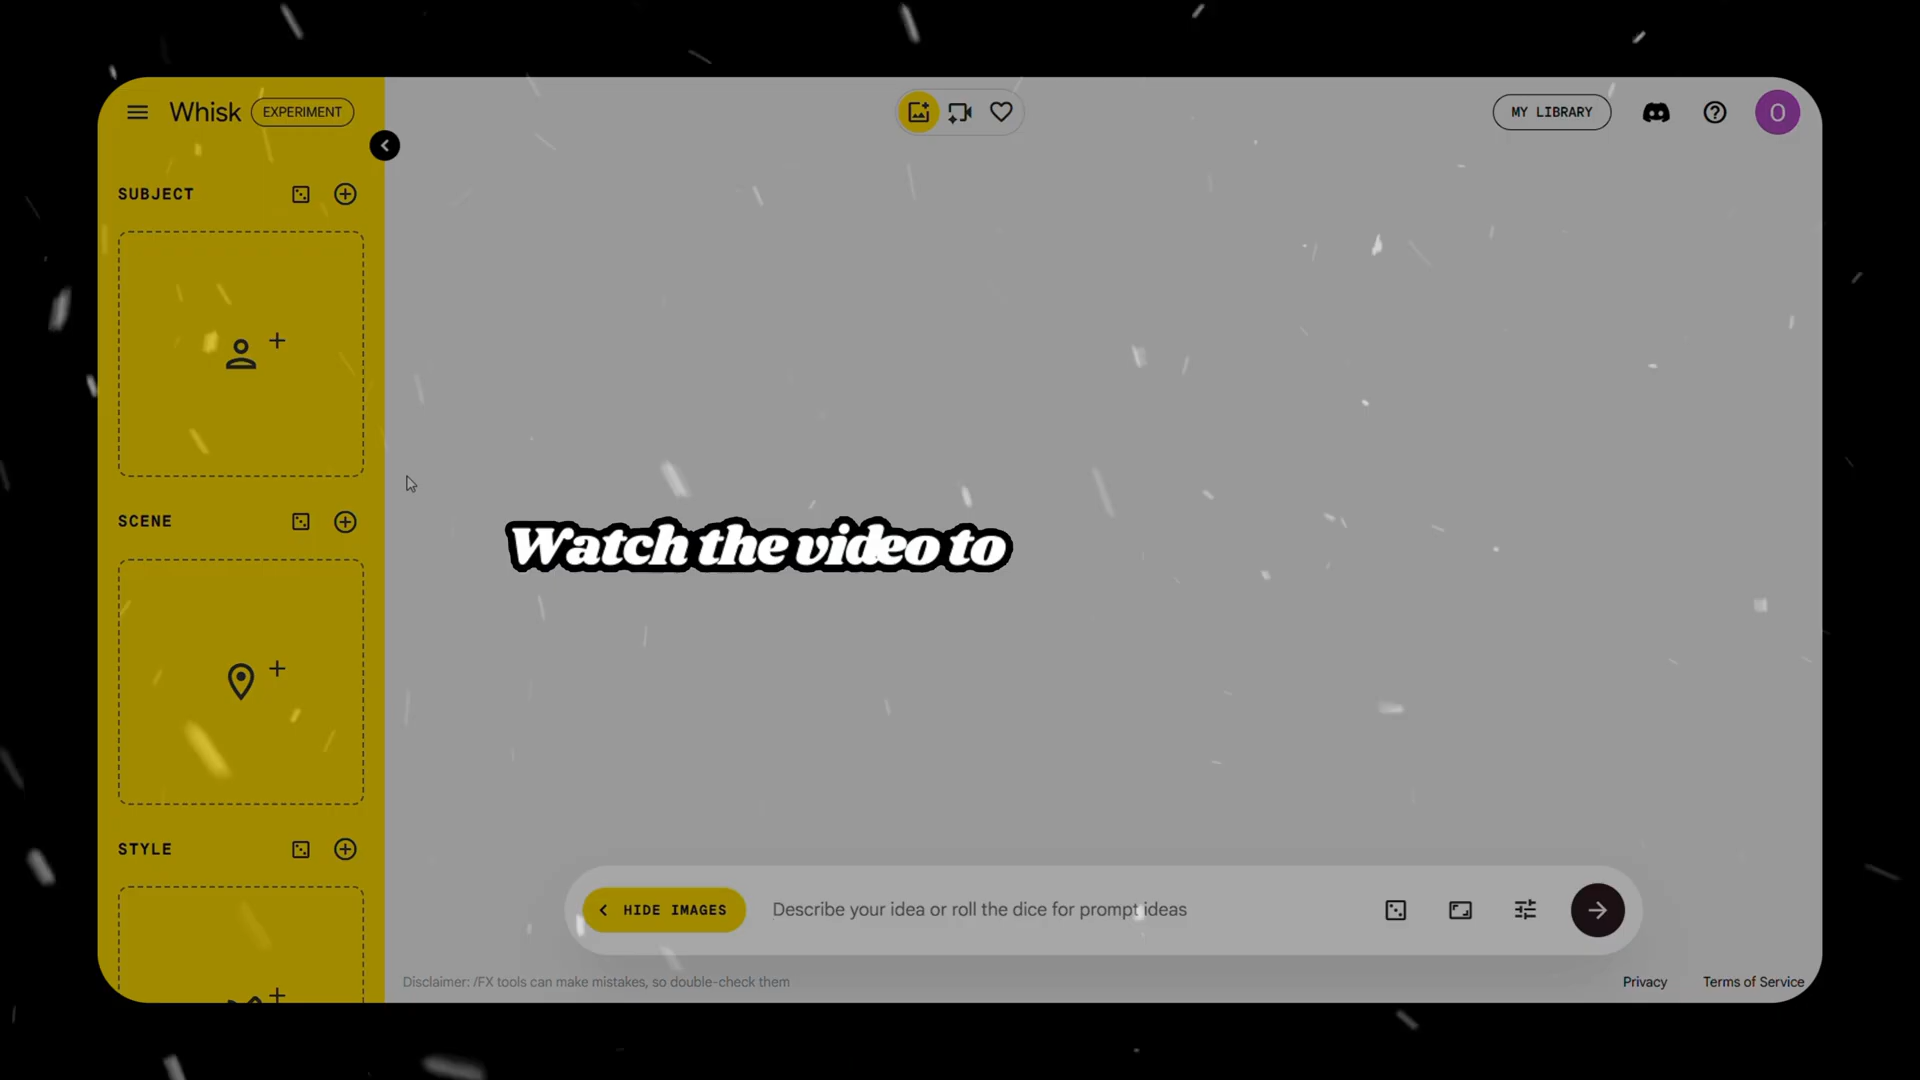 Whisk EXPERIMENT
MY LIBRARY
O
SUBJECT
SCENE
Watch the video to
STYLE
HIDE IMAGES
Describe your idea or roll the dice for prompt ideas
Disclaimer: /FX tools can make mistakes, so double-check them
Privacy
Terms of Service